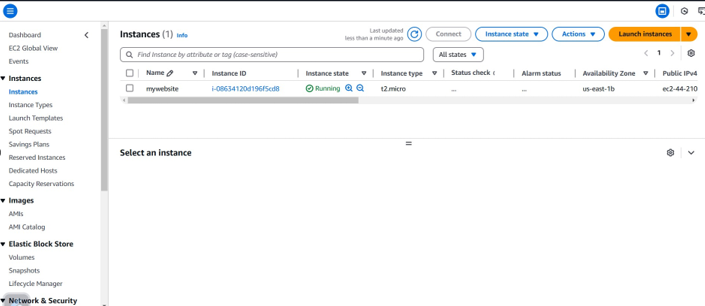 Dashboard
EC2 Global View
Events
Instances
Instances
Instance Types
Launch Templates
Spot Requests
Savings Plans
Reserved Instances
Dedicated Hosts
Capacity Reservations
Images
AMIs
AMI Catalog
Elastic Block Store
Volumes
Snapshots
Lifecycle Manager
Network & Security
Instances (1) Info
Last updated
less than a minute ago
Connect
Instance state
Actions
Launch instances
Find Instance by attribute or tag (case-sensitive)
All states
1
Name Instance ID Instance state Instance type Status check Alarm status Availability Zone Public IPv4
mywebsite i-08634120d196f5cd8 Running t2.micro ... ... us-east-1b ec2-44-210
Select an instance